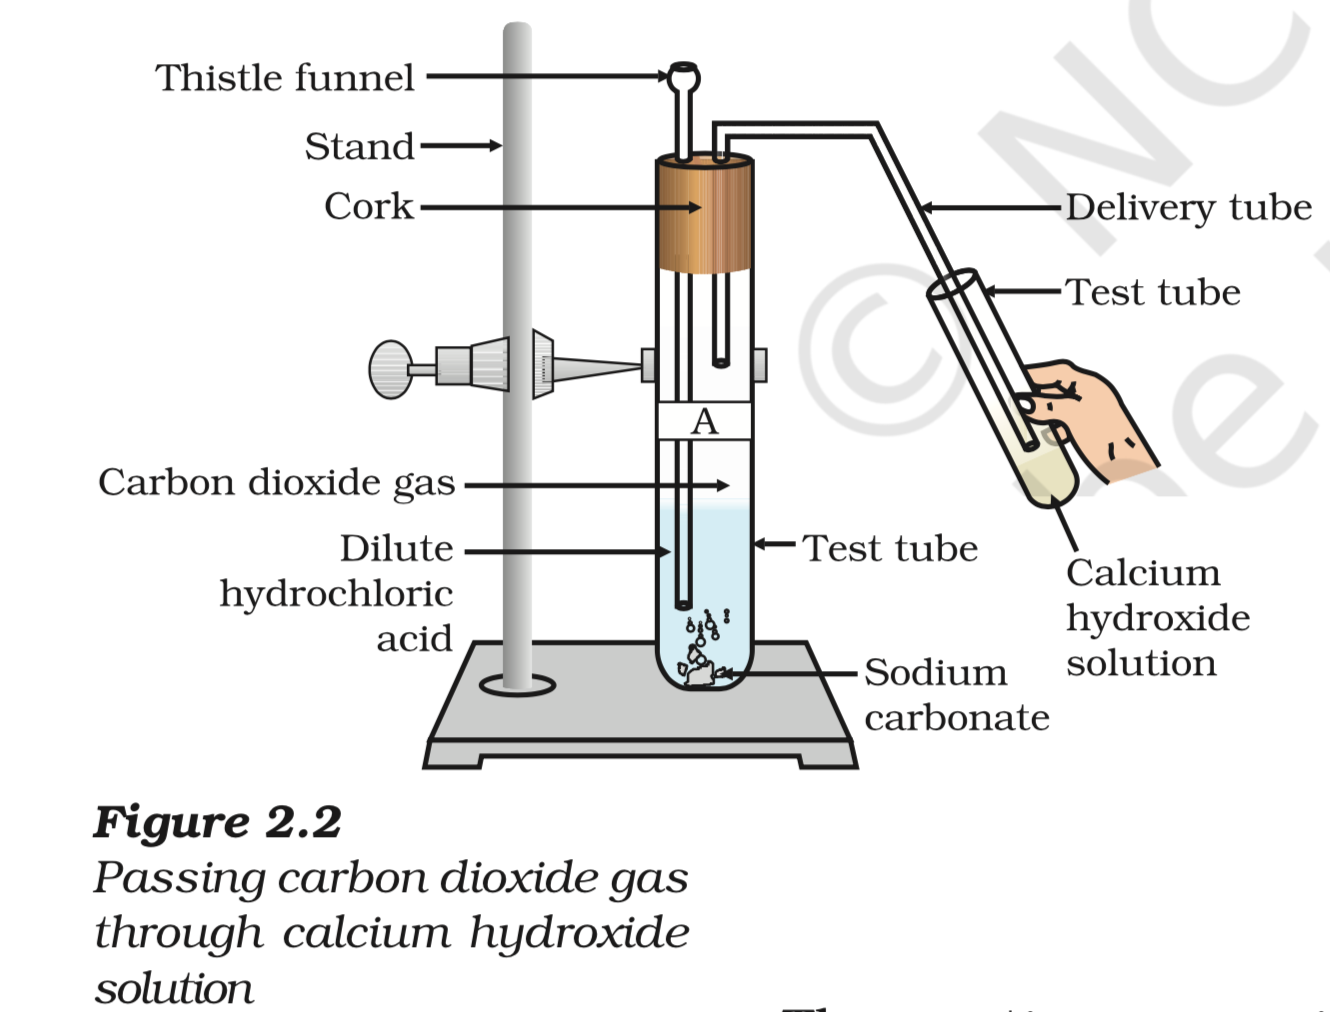 Thistle funnel
Stand
Cork
Delivery tube
Test tube
A
Carbon dioxide gas
Dilute
hydrochloric
acid
Test tube
Calcium
hydroxide
solution
Sodium
carbonate
Figure 2.2
Passing carbon dioxide gas
through calcium hydroxide
solution
© NC